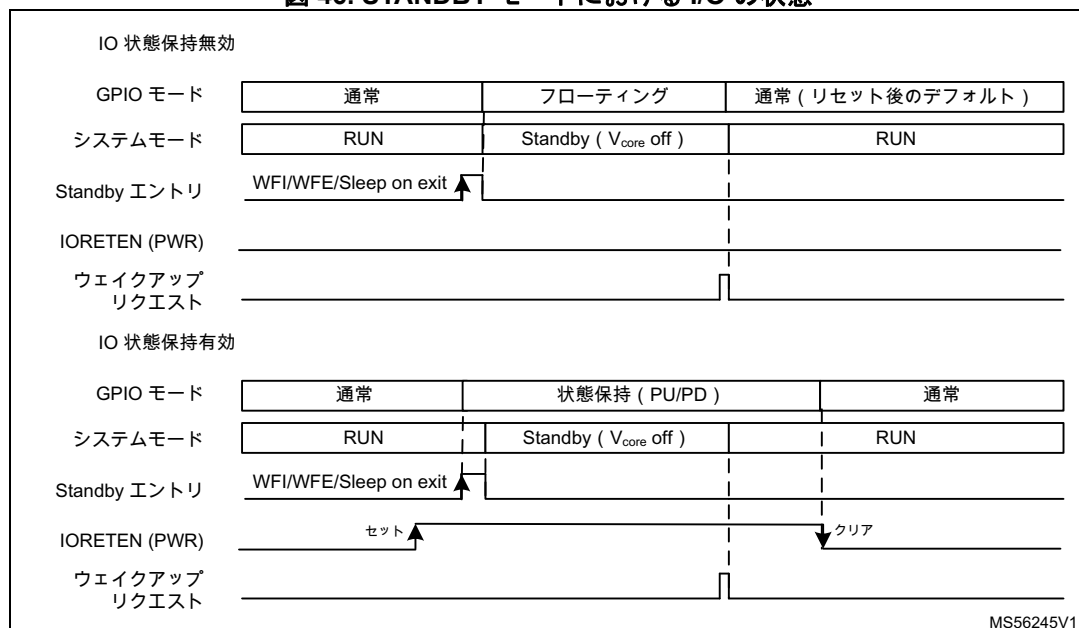 IO 状態保持無効
GPIO モード 通常 フローティング 通常 ( リセット後のデフォルト )
システムモード RUN Standby ( Vcore off ) RUN
Standby エントリ WFI/WFE/Sleep on exit
IORETEN (PWR)
ウェイクアップ
リクエスト
IO 状態保持有効
GPIO モード 通常 状態保持 ( PU/PD ) 通常
システムモード RUN Standby ( Vcore off ) RUN
Standby エントリ WFI/WFE/Sleep on exit
IORETEN (PWR) セット クリア
ウェイクアップ
リクエスト
MS56245V1